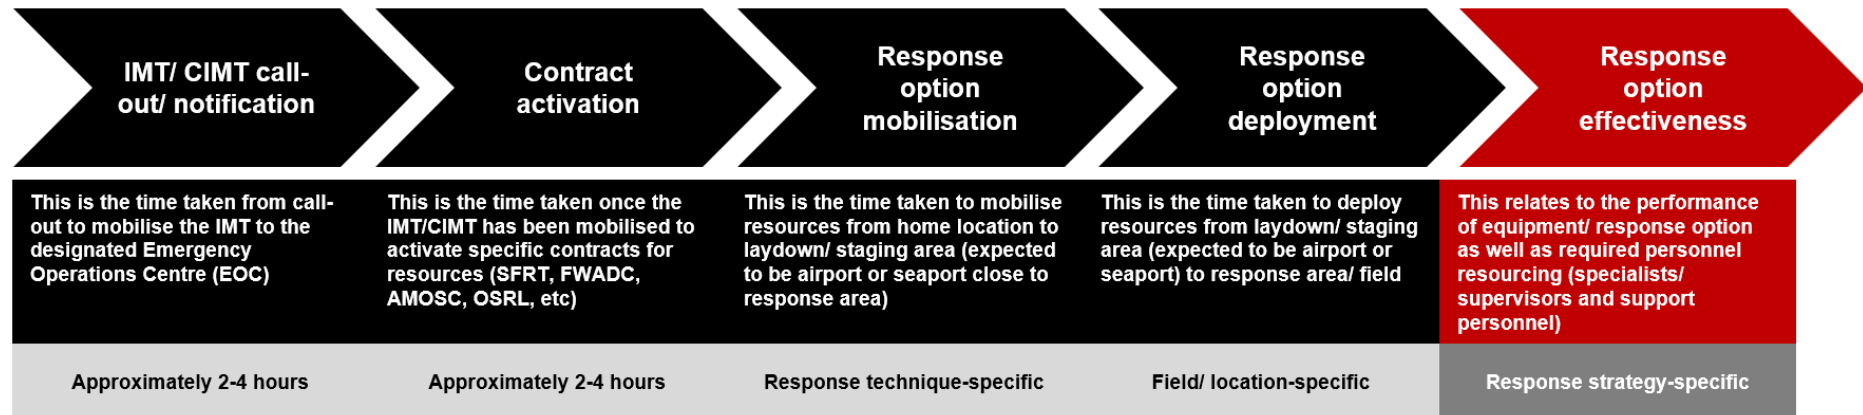 IMT/ CIMT call-
out/ notification
Contract
activation
Response
option
mobilisation
Response
option
deployment
Response
option
effectiveness
This is the time taken from call-
out to mobilise the IMT to the
designated Emergency
Operations Centre (EOC)
This is the time taken once the
IMT/CIMT has been mobilised to
activate specific contracts for
resources (SFRT, FWADC,
AMOSC, OSRL, etc)
This is the time taken to mobilise
resources from home location to
laydown/ staging area (expected
to be airport or seaport close to
response area)
This is the time taken to deploy
resources from laydown/ staging
area (expected to be airport or
seaport) to response area/ field
This relates to the performance
of equipment/ response option
as well as required personnel
resourcing (specialists/
supervisors and support
personnel)
Approximately 2-4 hours
Approximately 2-4 hours
Response technique-specific
Field/ location-specific
Response strategy-specific